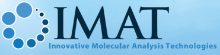 IMAT
Innovative Molecular Analysis Technologies